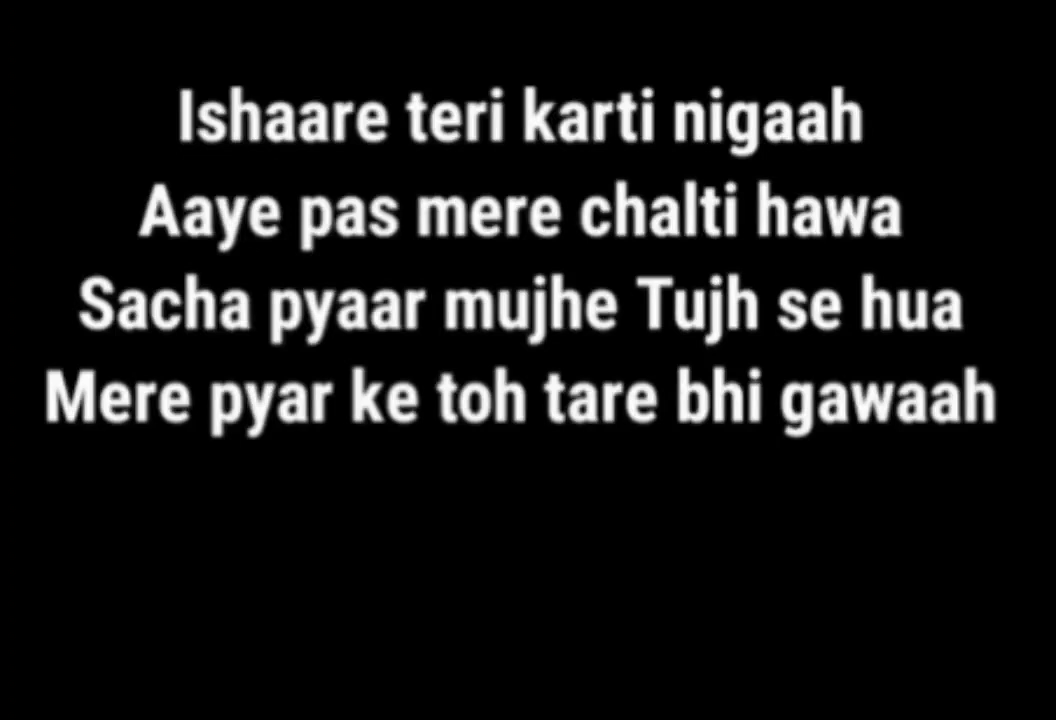 Ishaare teri karti nigaah
Aaye pas mere chalti hawa
Sacha pyaar mujhe Tujh se hua
Mere pyar ke toh tare bhi gawaah